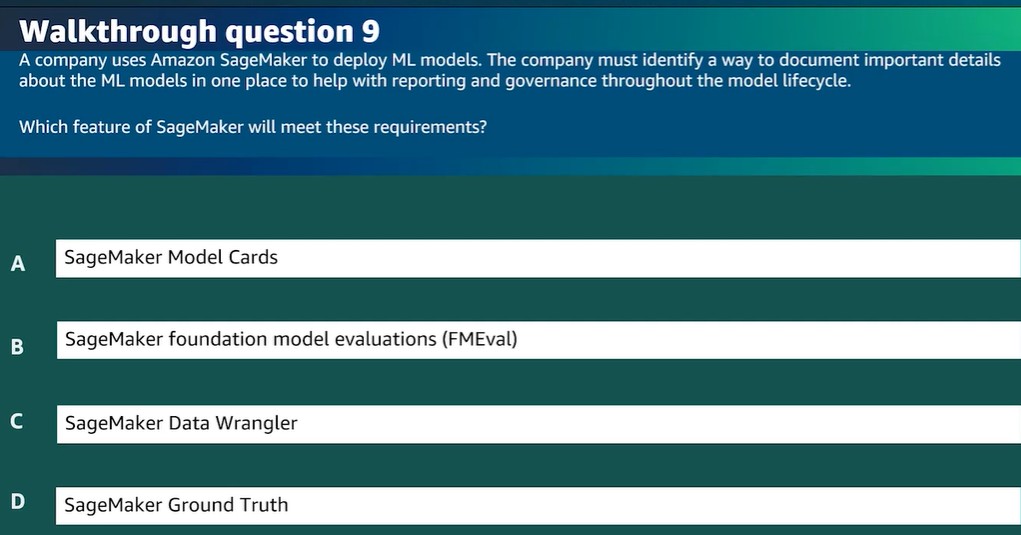 Walkthrough question 9
A company uses Amazon SageMaker to deploy ML models. The company must identify a way to document important details
about the ML models in one place to help with reporting and governance throughout the model lifecycle.
Which feature of SageMaker will meet these requirements?
A SageMaker Model Cards
B SageMaker foundation model evaluations (FMEval)
C SageMaker Data Wrangler
D SageMaker Ground Truth